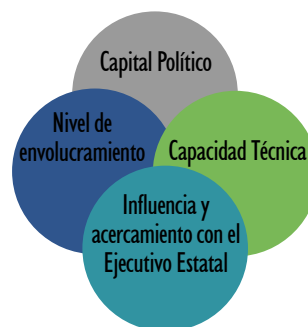 Capital Político
Nivel de
envolucramiento
Capacidad Técnica
Influencia y
acercamiento con el
Ejecutivo Estatal